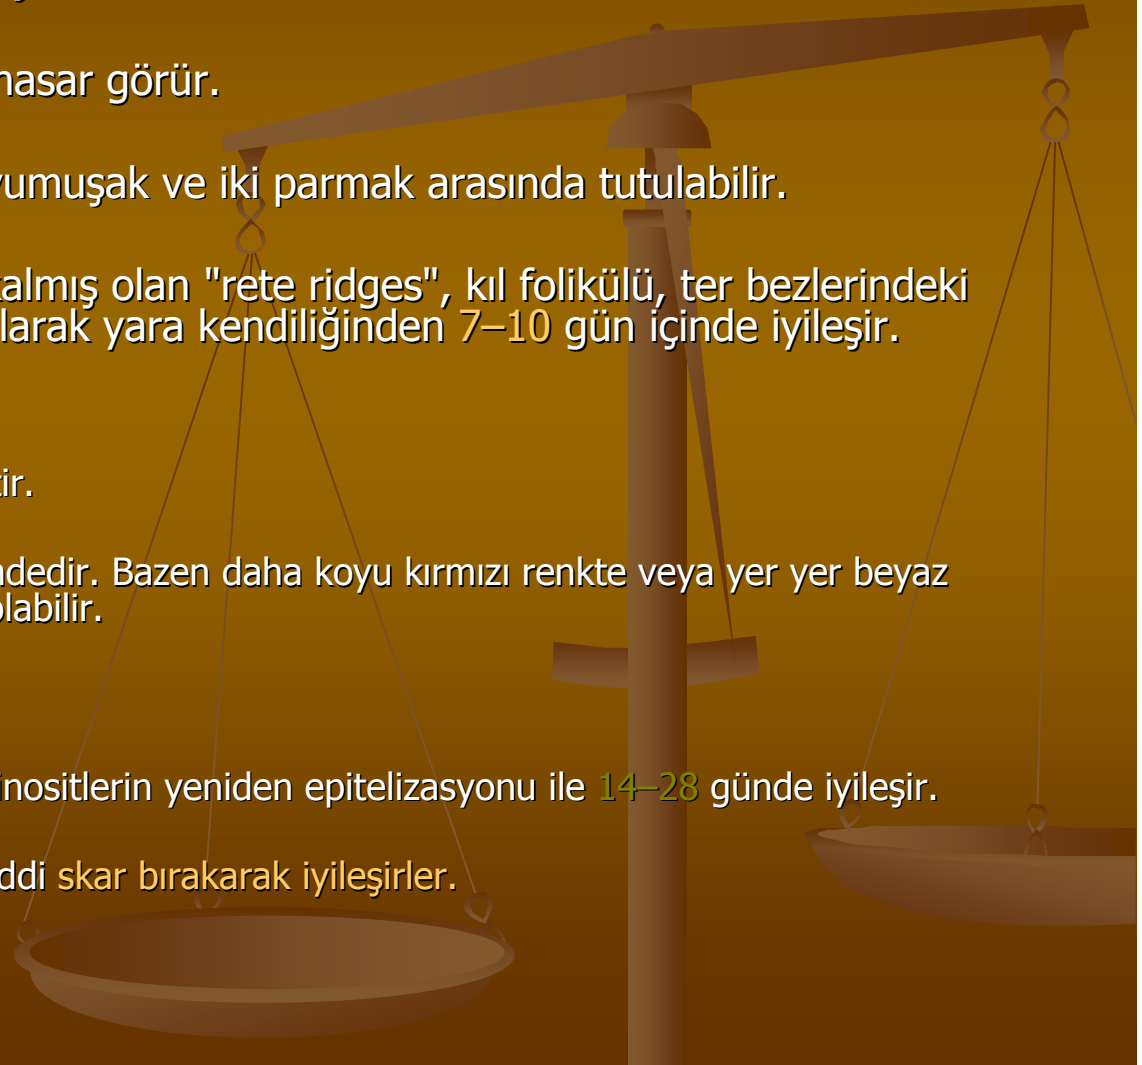 hasar görür.
yumuşak ve iki parmak arasında tutulabilir.
kalmış olan "rete ridges", kıl folikülü, ter bezlerindeki
larak yara kendiliğinden 7–10 gün içinde iyileşir.
tir.
ndedir. Bazen daha koyu kırmızı renkte veya yer yer beyaz
olabilir.
inositlerin yeniden epitelizasyonu ile 14–28 günde iyileşir.
ddi skar bırakarak iyileşirler.